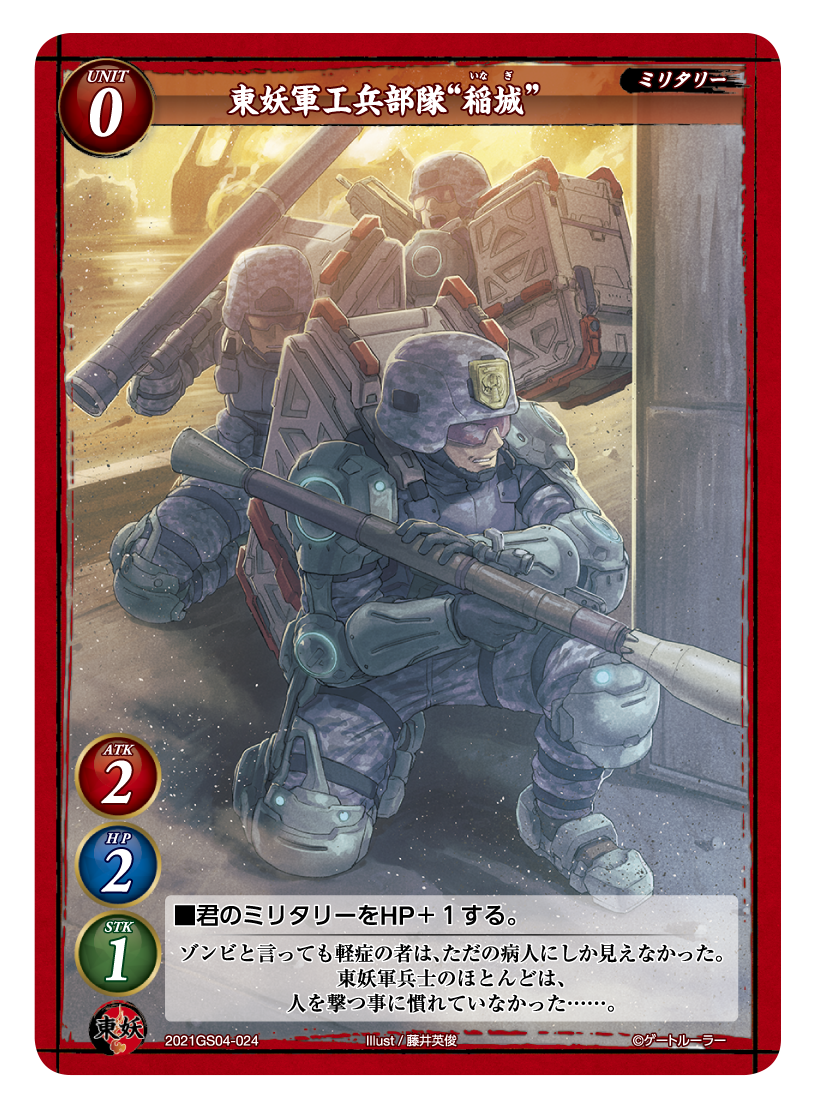 UNIT
0
ミリタリー
いなぎ
東妖軍工兵部隊“稲城”
ATK
2
HP
2
STK
1
■君のミリタリーをHP＋1する。
ゾンビと言っても軽症の者は、ただの病人にしか見えなかった。
東妖軍兵士のほとんどは、
人を撃つ事に慣れていなかった……。
東妖
2021GS04-024
Illust / 藤井英俊
©ゲートルーラー